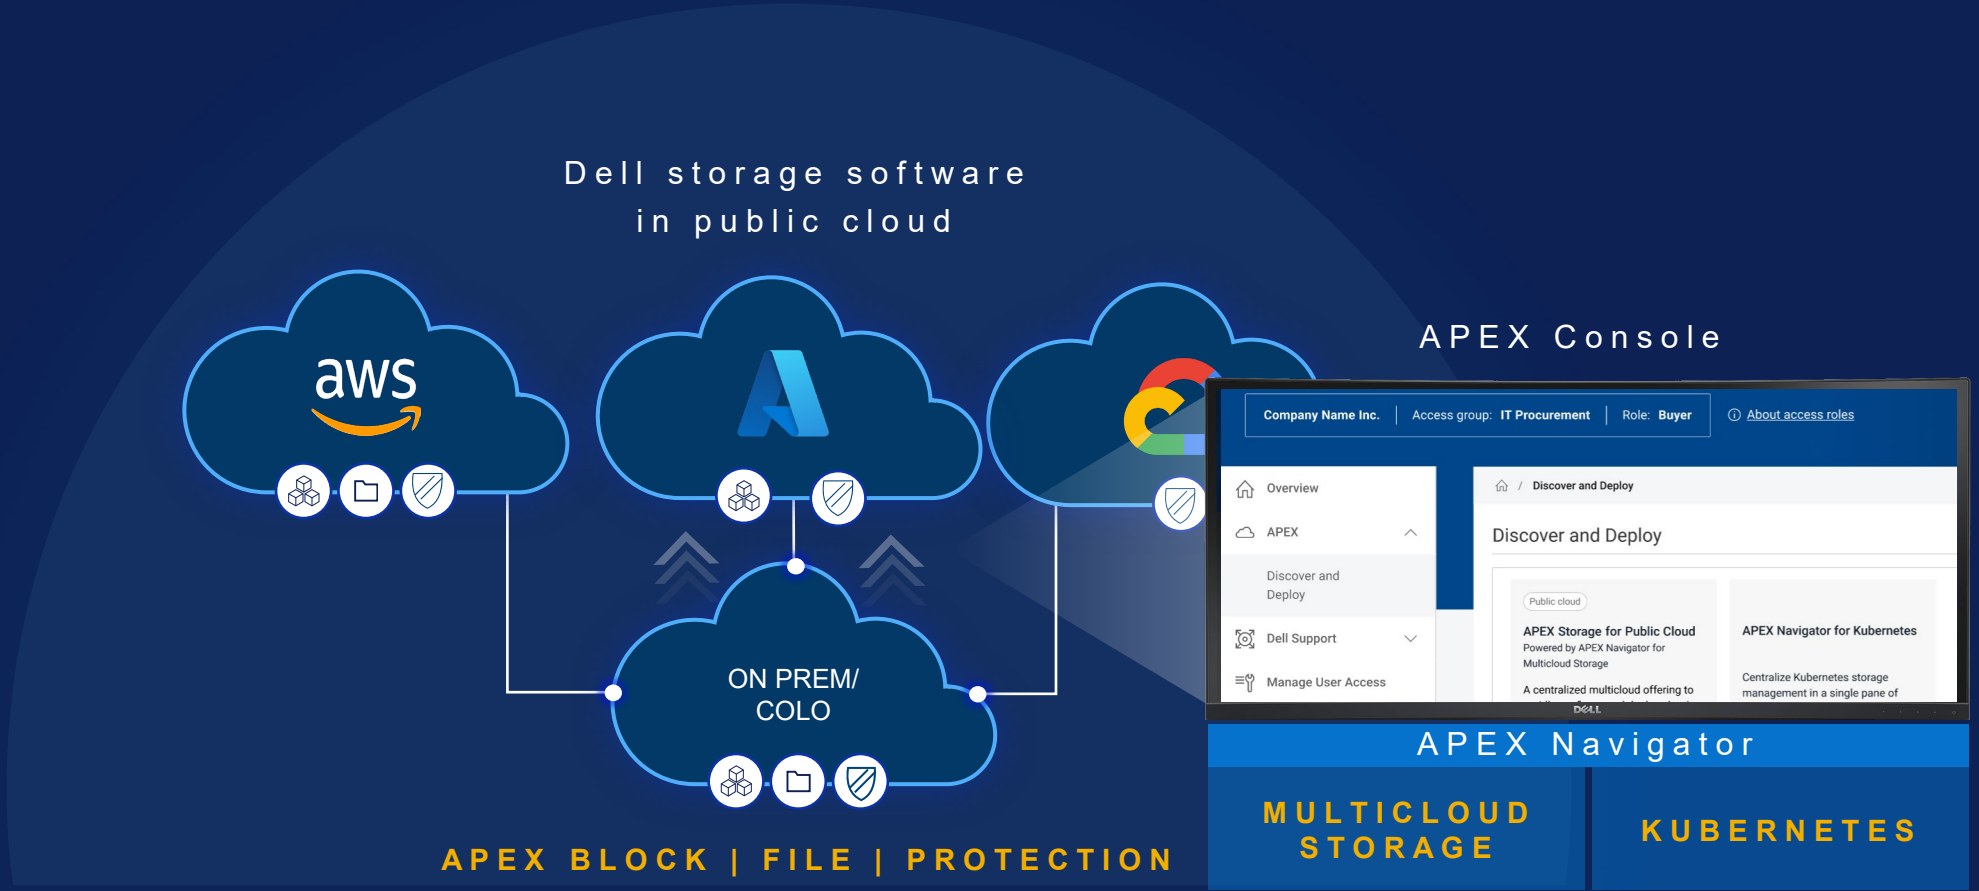 Dell storage software
in public cloud
aws
ON PREM/
COLO
APEX BLOCK | FILE | PROTECTION
APEX Console
Company Name Inc. | Access group: IT Procurement | Role: Buyer
About access roles
Overview
APEX
Discover and
Deploy
Dell Support
Manage User Access
/ Discover and Deploy
Discover and Deploy
Public cloud
APEX Storage for Public Cloud
Powered by APEX Navigator for
Multicloud Storage
A centralized multicloud offering to
APEX Navigator for Kubernetes
Centralize Kubernetes storage
management in a single pane of
DELL
APEX Navigator
MULTICLOUD
STORAGE
KUBERNETES